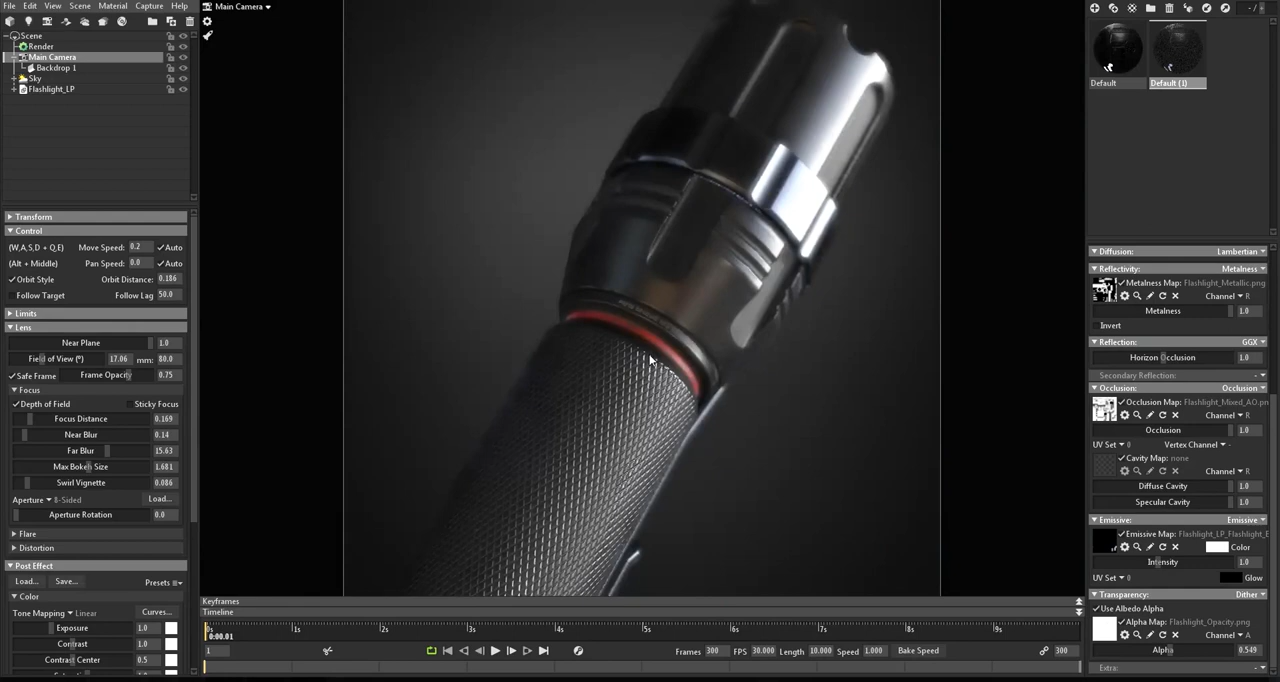 File Edit View Scene Material Capture Help
Main Camera
- /
Scene
Render
Main Camera
Backdrop 1
Sky
Flashlight_LP
Default
Default (1)
Transform
Control
(W,A,S,D + Q,E) Move Speed: 0.2 Auto
(Alt + Middle) Pan Speed: 0.0 Auto
Orbit Style Orbit Distance: 0.186
Follow Target Follow Lag 50.0
Limits
Lens
Near Plane 1.0
Field of View (°) 17.06 mm: 80.0
Safe Frame Frame Opacity 0.75
Focus
Depth of Field Sticky Focus
Focus Distance 0.169
Near Blur 0.14
Far Blur 15.63
Max Bokeh Size 1.681
Swirl Vignette 0.086
Aperture 8-Sided Load...
Aperture Rotation 0.0
Flare
Distortion
Post Effect
Load... Save... Presets
Color
Tone Mapping Linear Curves...
Exposure 1.0
Contrast 1.0
Contrast Center 0.5
Diffusion: Lambertian
Reflectivity: Metalness
Metalness Map: Flashlight_Metallic.png
Channel R
Metalness 1.0
Invert
Reflection: GGX
Horizon Occlusion 1.0
Secondary Reflection: -
Occlusion: Occlusion
Occlusion Map: Flashlight_Mixed_AO.pn
Channel R
Occlusion 1.0
UV Set 0 Vertex Channel -
Cavity Map: none
Channel R
Diffuse Cavity 1.0
Specular Cavity 1.0
Emissive: Emissive
Emissive Map: Flashlight_LP_Flashlight_E
Color
Intensity 1.0
UV Set 0 Glow
Transparency: Dither
Use Albedo Alpha
Alpha Map: Flashlight_Opacity.png
Channel A
Alpha 0.549
Extra: -
Keyframes
Timeline
0s 1s 2s 3s 4s 5s 6s 7s 8s 9s
0:00.01
1 Frames 300 FPS 30.000 Length 10.000 Speed 1.000 Bake Speed 300